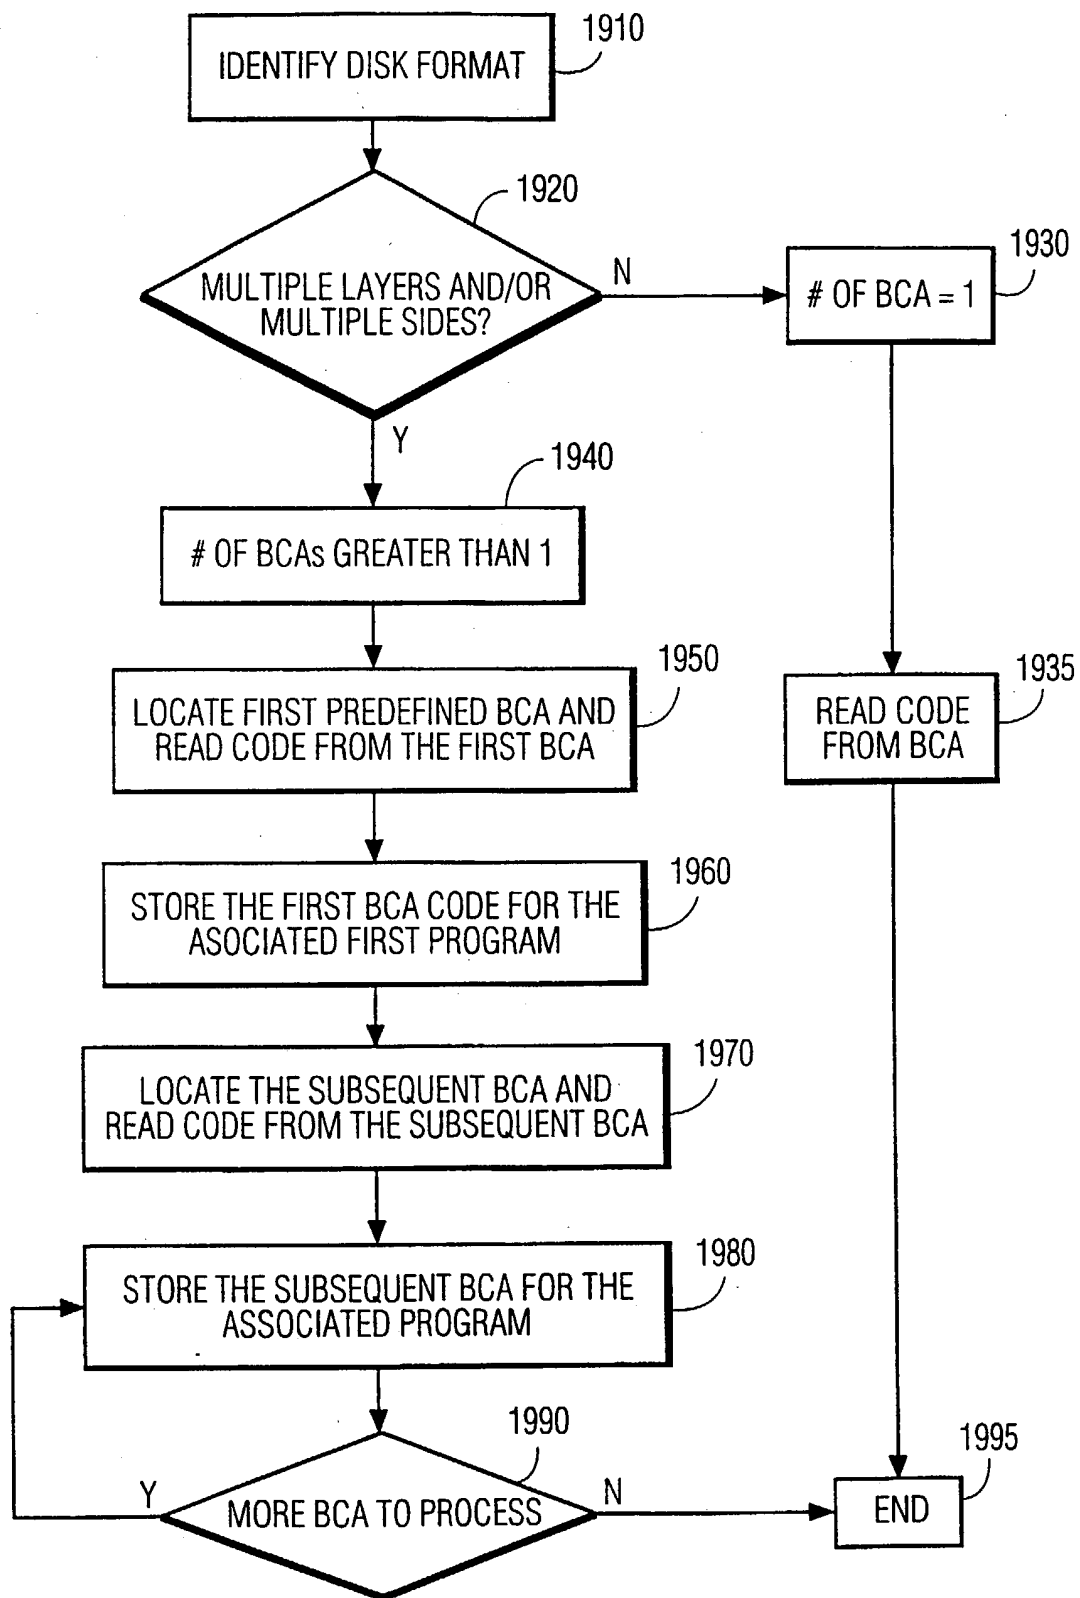 1910
IDENTIFY DISK FORMAT
1920
MULTIPLE LAYERS AND/OR
MULTIPLE SIDES?
N
1930
# OF BCA = 1
Y
1940
# OF BCAs GREATER THAN 1
1950
LOCATE FIRST PREDEFINED BCA AND
READ CODE FROM THE FIRST BCA
1935
READ CODE
FROM BCA
1960
STORE THE FIRST BCA CODE FOR THE
ASOCIATED FIRST PROGRAM
1970
LOCATE THE SUBSEQUENT BCA AND
READ CODE FROM THE SUBSEQUENT BCA
1980
STORE THE SUBSEQUENT BCA FOR THE
ASSOCIATED PROGRAM
1990
Y
MORE BCA TO PROCESS
N
1995
END